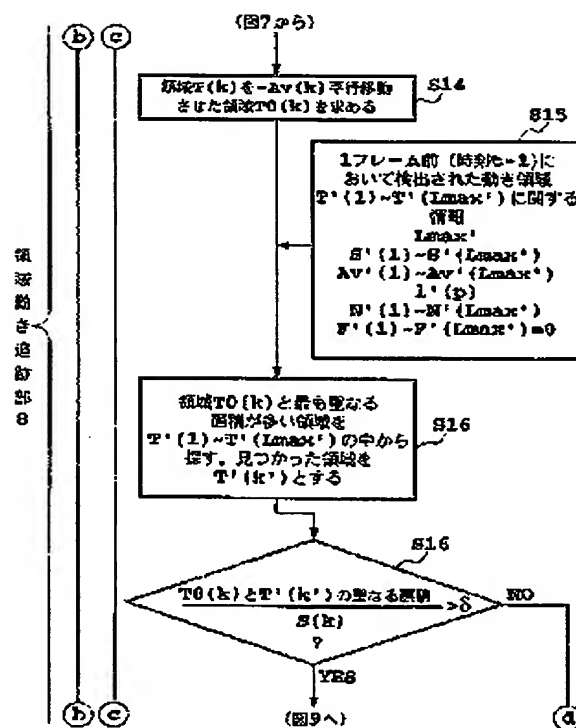 (図7から)
b
c
S14
領域T(k)を-Av(k)平行移動
させた領域T0(k)を求める
S15
1フレーム前(時刻t-1)に
おいて検出された動き領域
T'(1)~T'(Lmax')に関する
情報
Lmax'
S'(1)~S'(Lmax')
Av'(1)~Av'(Lmax')
l'(p)
N'(1)~N'(Lmax')
F'(1)~F'(Lmax')=0
領域動き追跡部8
領域T0(k)と最も重なる
面積が多い領域を
T'(1)~T'(Lmax')の中から
探す。見つかった領域を
T'(k')とする
S16
S16
T0(k)とT'(k')の重なる面積
S(k)
>δ
?
NO
YES
b
c
(図9へ)